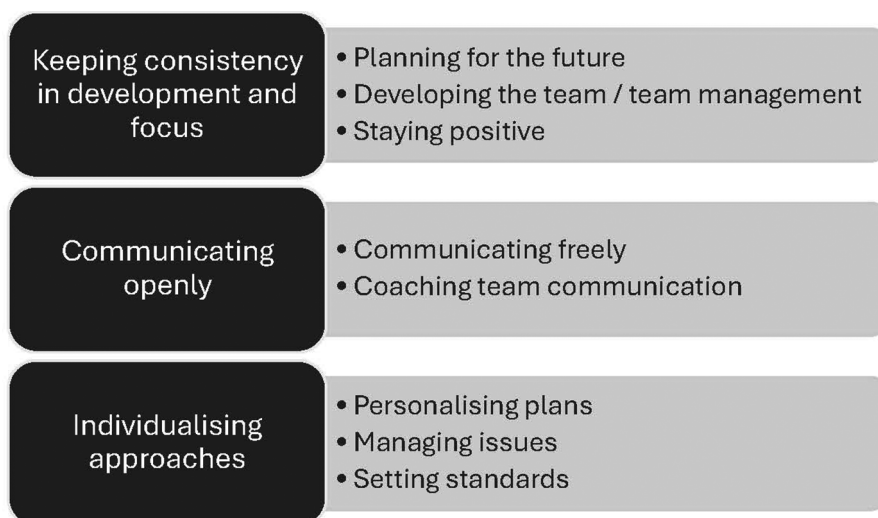 Keeping consistency
in development and
focus
• Planning for the future
• Developing the team / team management
• Staying positive
Communicating
openly
• Communicating freely
• Coaching team communication
Individualising
approaches
• Personalising plans
• Managing issues
• Setting standards